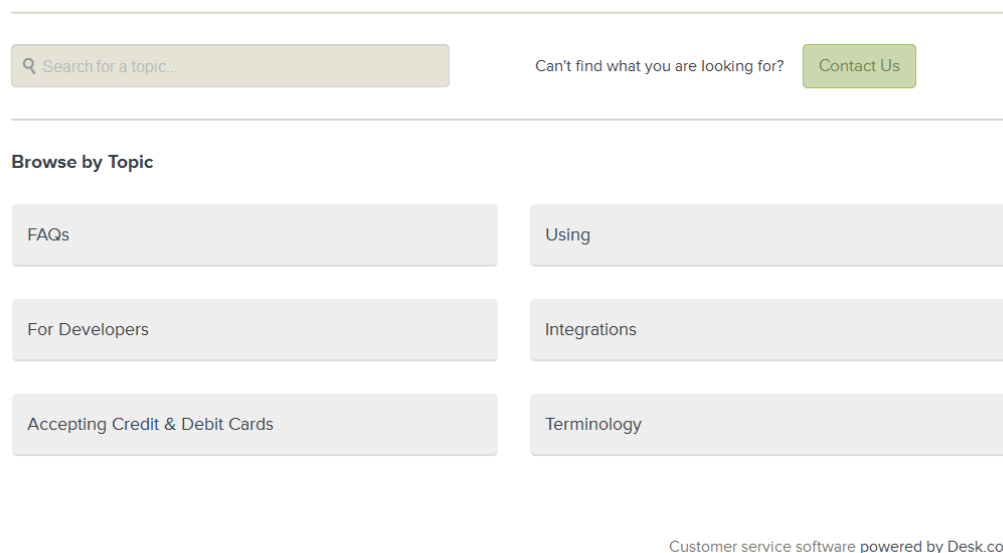 Search for a topic...
Can't find what you are looking for?
Contact Us
Browse by Topic
FAQs
Using
For Developers
Integrations
Accepting Credit & Debit Cards
Terminology
Customer service software powered by Desk.co